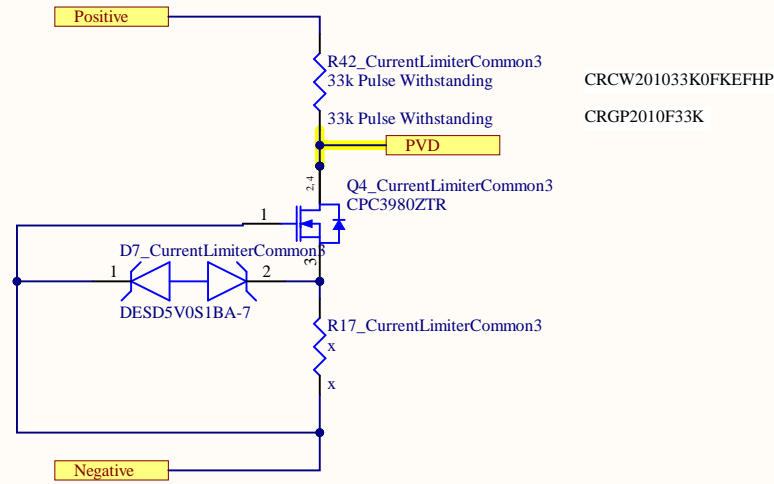 Positive
R42_CurrentLimiterCommon3
33k Pulse Withstanding
CRCW201033K0FKEFHP
33k Pulse Withstanding
CRGP2010F33K
PVD
2, 4
Q4_CurrentLimiterCommon3
CPC3980ZTR
1
3
D7_CurrentLimiterCommon3
1
2
DESD5V0S1BA-7
R17_CurrentLimiterCommon3
x
x
Negative